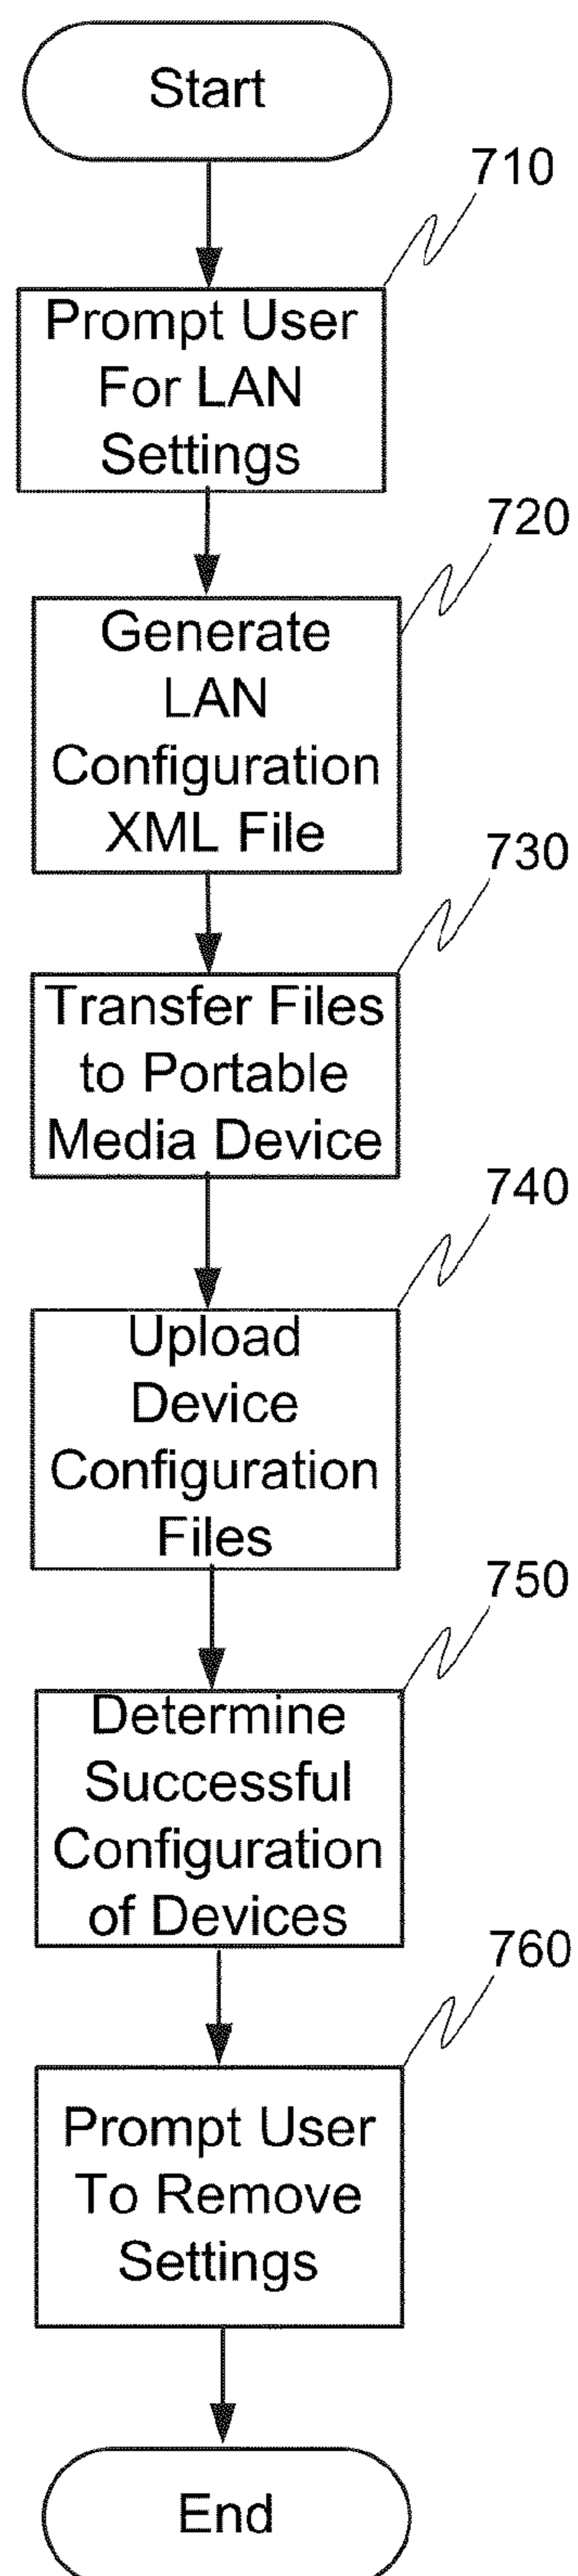 Start
710
Prompt User
For LAN
Settings
720
Generate
LAN
Configuration
XML File
730
Transfer Files
to Portable
Media Device
740
Upload
Device
Configuration
Files
750
Determine
Successful
Configuration
of Devices
760
Prompt User
To Remove
Settings
End